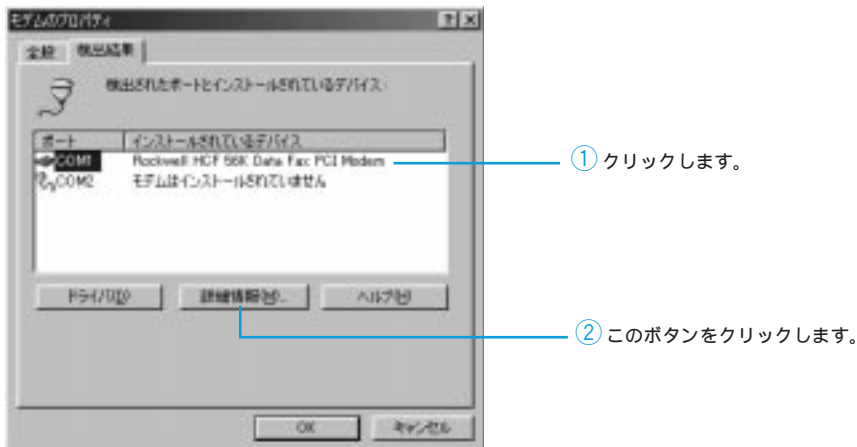 モデムのプロパティ
? ×
全般 検出結果
検出されたポートとインストールされているデバイス:
ポート インストールされているデバイス
COM1 Rockwell HCF 56K Data Fax PCI Modem
COM2 モデムはインストールされていません
① クリックします。
ドライバ(D) 詳細情報(M)... ヘルプ(H)
② このボタンをクリックします。
OK キャンセル